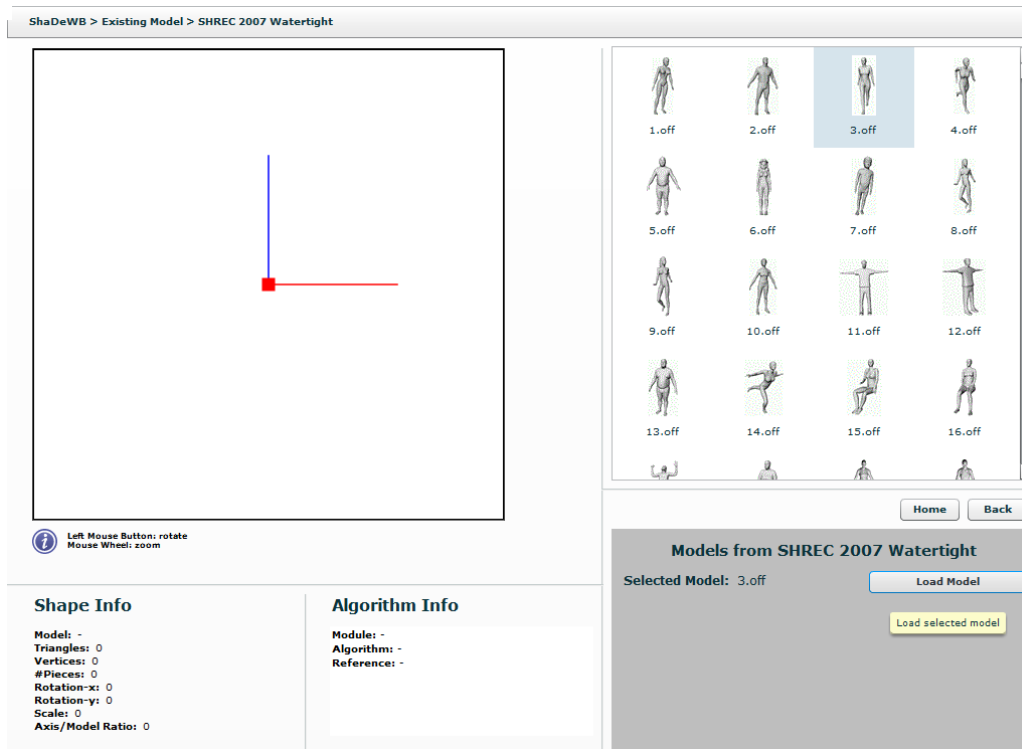 ShaDeWB > Existing Model > SHREC 2007 Watertight
1.off 2.off 3.off 4.off
5.off 6.off 7.off 8.off
9.off 10.off 11.off 12.off
13.off 14.off 15.off 16.off
Home Back
i
Left Mouse Button: rotate
Mouse Wheel: zoom
Models from SHREC 2007 Watertight
Selected Model: 3.off Load Model
Load selected model
Shape Info
Model: -
Triangles: 0
Vertices: 0
#Pieces: 0
Rotation-x: 0
Rotation-y: 0
Scale: 0
Axis/Model Ratio: 0
Algorithm Info
Module: -
Algorithm: -
Reference: -